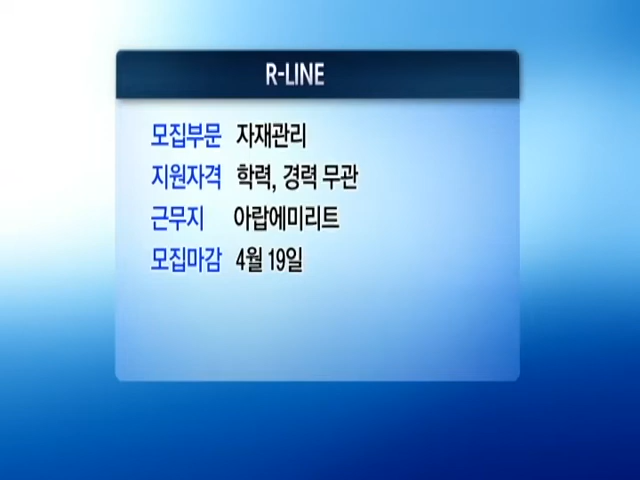 R-LINE
모집부문 자재관리
지원자격 학력, 경력 무관
근무지 아랍에미리트
모집마감 4월 19일